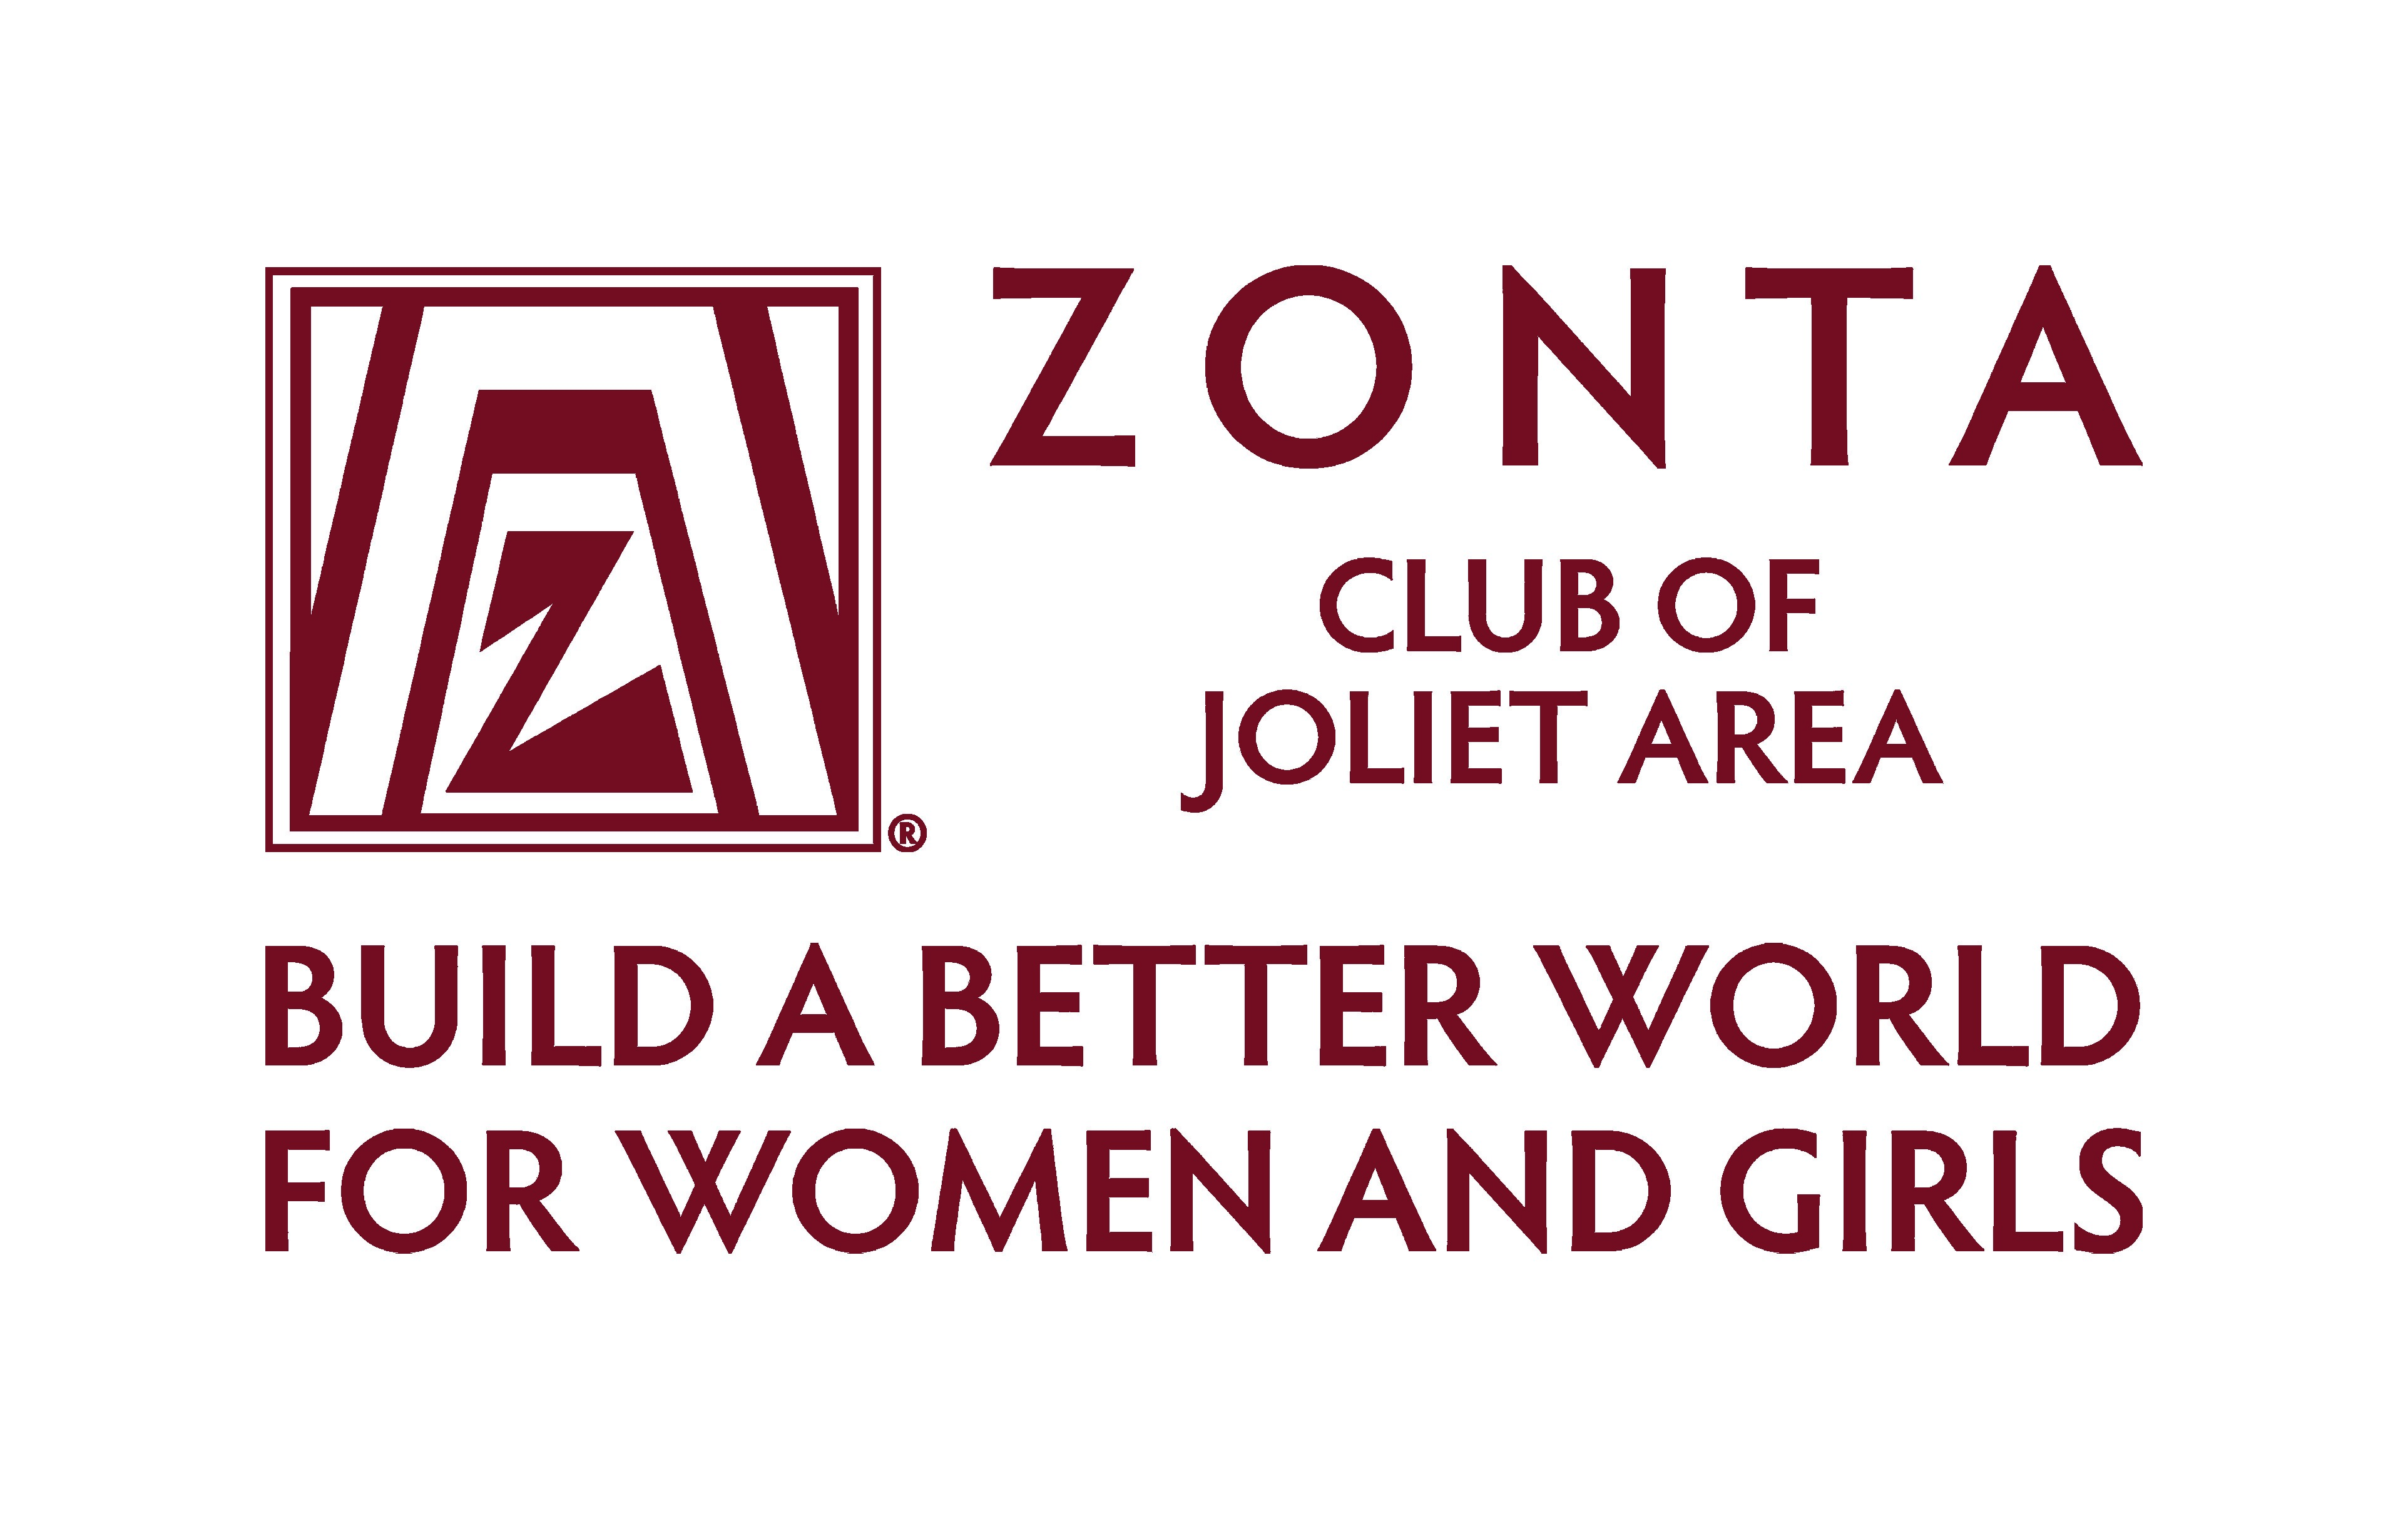 ZONTA
CLUB OF
JOLIET AREA
Z
®
BUILD A BETTER WORLD
FOR WOMEN AND GIRLS